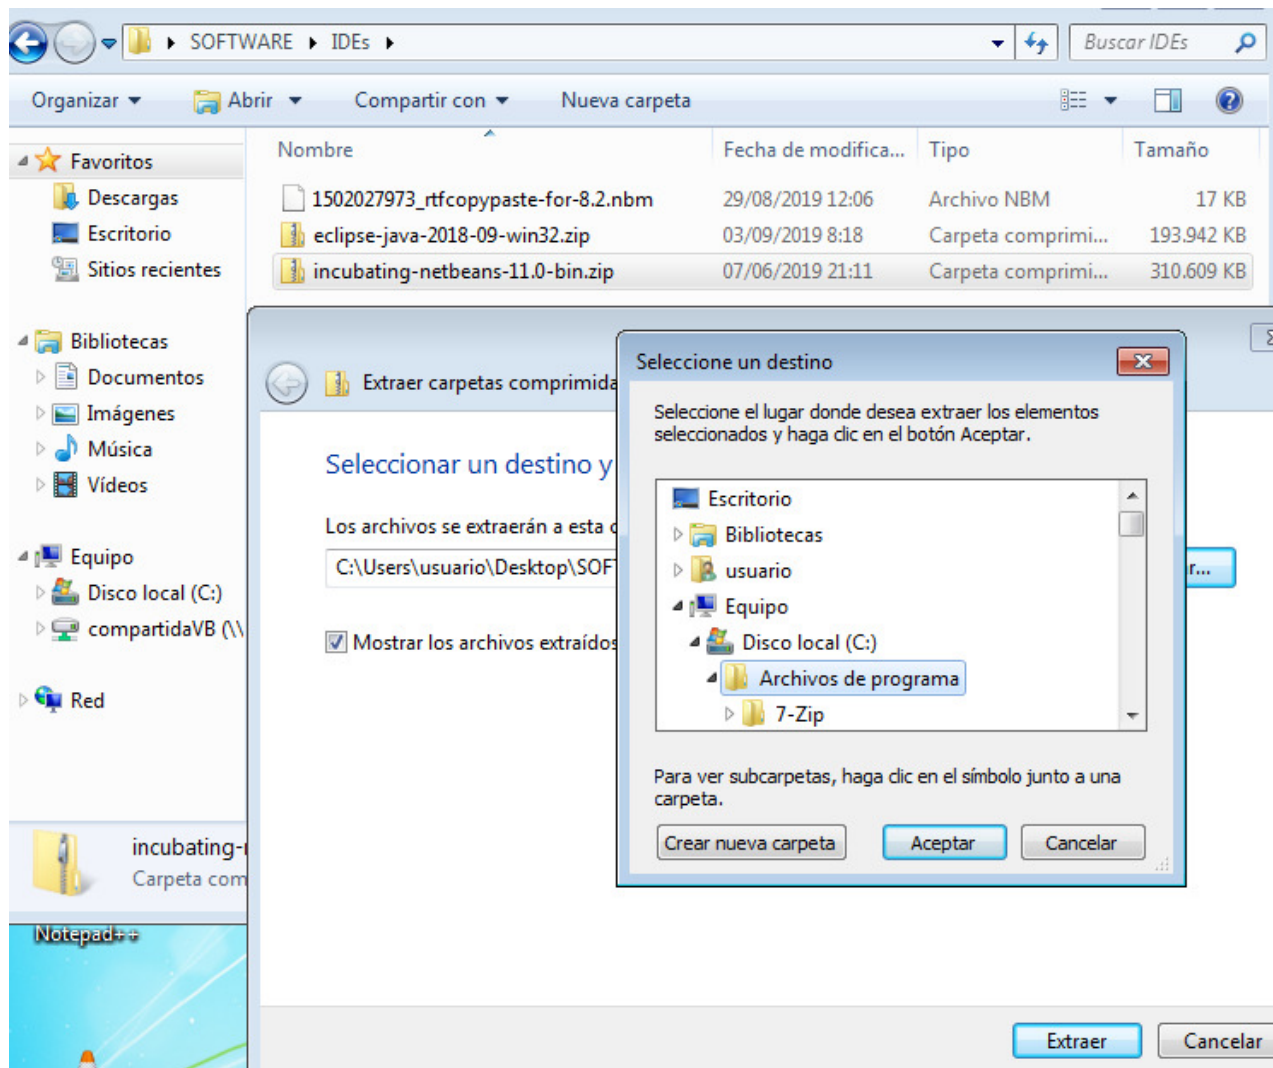 SOFTWARE IDEs
Buscar IDEs
Organizar Abrir Compartir con Nueva carpeta
Nombre Fecha de modifica... Tipo Tamaño
Favoritos
Descargas
Escritorio
Sitios recientes
Bibliotecas
Documentos
Imágenes
Música
Vídeos
Equipo
Disco local (C:)
compartidaVB (\\
Red
1502027973_rtfcopypaste-for-8.2.nbm 29/08/2019 12:06 Archivo NBM 17 KB
eclipse-java-2018-09-win32.zip 03/09/2019 8:18 Carpeta comprimi... 193.942 KB
incubating-netbeans-11.0-bin.zip 07/06/2019 21:11 Carpeta comprimi... 310.609 KB
Extraer carpetas comprimida
Seleccionar un destino y
Los archivos se extraerán a esta c
C:\Users\usuario\Desktop\SOF
r...
Mostrar los archivos extraídos
Seleccione un destino
Seleccione el lugar donde desea extraer los elementos
seleccionados y haga clic en el botón Aceptar.
Escritorio
Bibliotecas
usuario
Equipo
Disco local (C:)
Archivos de programa
7-Zip
Para ver subcarpetas, haga clic en el símbolo junto a una
carpeta.
Crear nueva carpeta Aceptar Cancelar
incubating-
Carpeta com
Notepad++
Extraer Cancelar